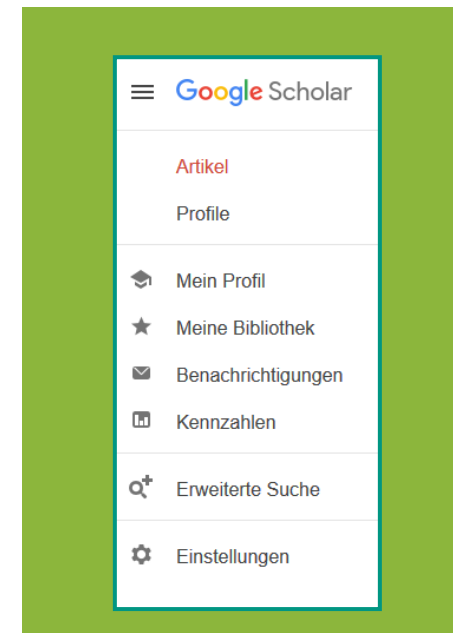 Google Scholar
Artikel
Profile
Mein Profil
Meine Bibliothek
Benachrichtigungen
Kennzahlen
Erweiterte Suche
Einstellungen